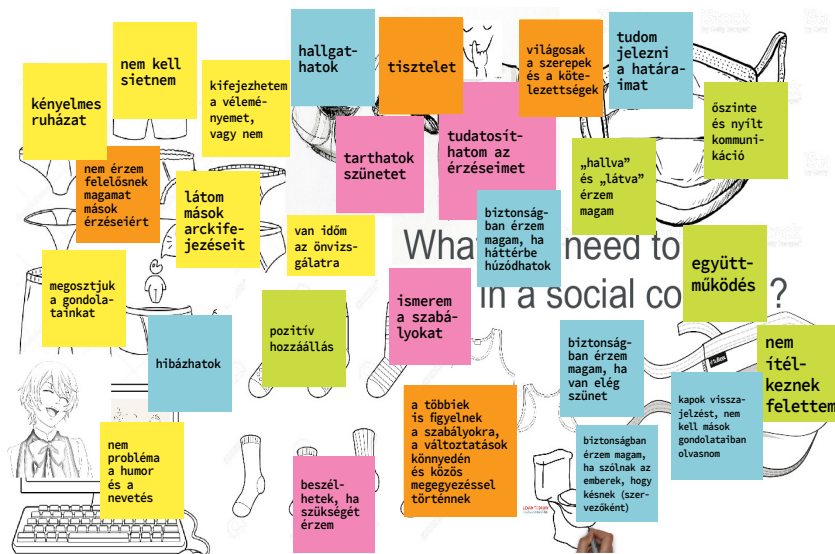 kényelmes
ruházat
nem kell
sietnem
kifejezhetem
a vélemé-
nyemet,
vagy nem
hallgat-
hatok
tisztelet
világosak
a szerepek
és a köte-
lezettségek
tudom
jelezni
a határa-
imat
őszinte
és nyílt
kommuni-
káció
nem érzem
felelősnek
magamat
mások
érzéseiért
látom
mások
arckife-
jezéseit
tarthatok
szünetet
tudatosít-
hatom az
érzéseimet
„hallva”
és „látva”
érzem
magam
van időm
az önvizs-
gálatra
biztonság-
ban érzem
magam, ha
háttérbe
húzódhatok
need to
in a social co
?
együtt-
működés
megosztjuk
a gondola-
tainkat
hibázhatok
pozitív
hozzáállás
ismerem
a szabá-
lyokat
biztonság-
ban érzem
magam, ha
van elég
szünet
nem
ítél-
keznek
felettem
kapok vissza-
jelzést, nem
kell mások
gondolataiban
olvasnom
nem
probléma
a humor
és a
nevetés
beszél-
hetek, ha
szükségét
érzem
a többiek
is figyelnek
a szabályokra,
a változtatások
könnyedén
és közös
megegyezéssel
történnek
biztonságban
érzem magam,
ha szólnak az
emberek, hogy
késnek (szer-
vezőként)